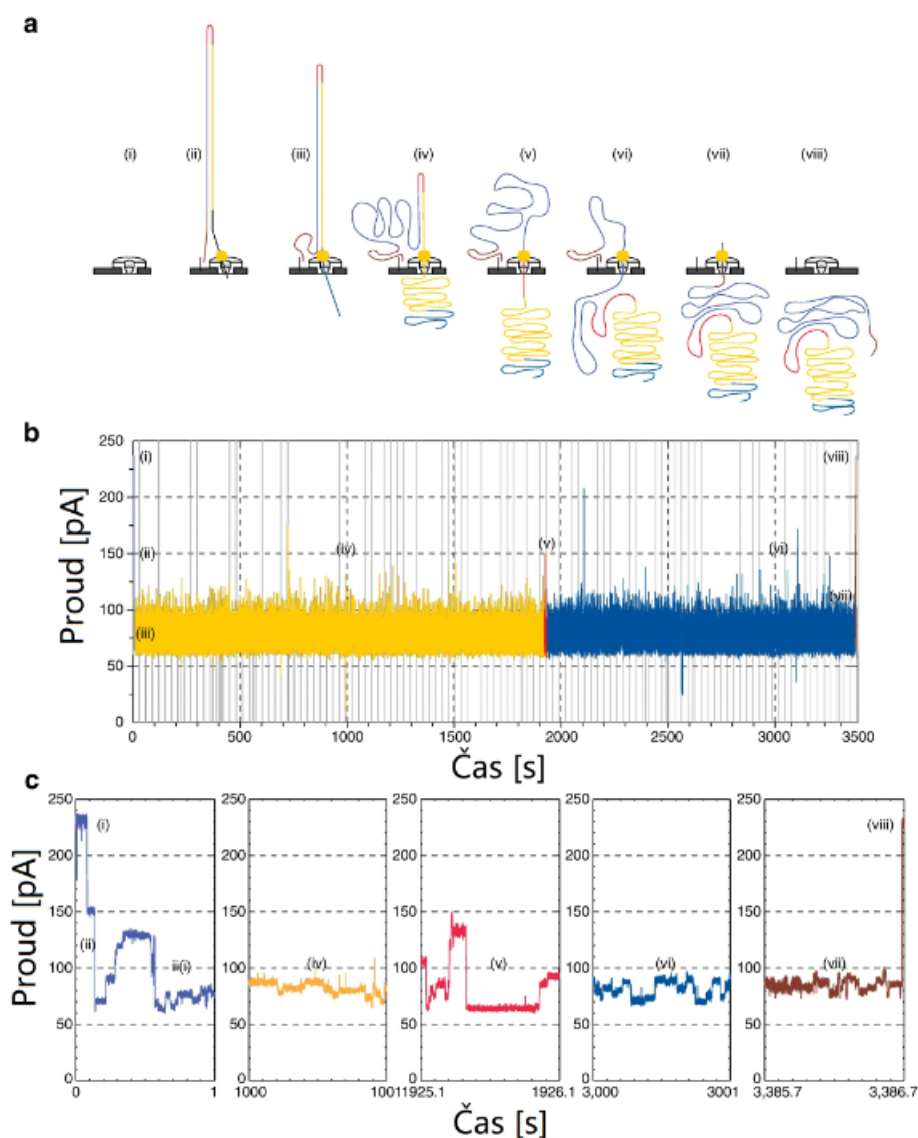 a
(i) (ii) (iii) (iv) (v) (vi) (vii) (viii)
b
Proud [pA]
250
200
150
100
50
0
(i)
(ii)
(iii)
(iv)
(v)
(vi)
(vii)
(viii)
0 500 1000 1500 2000 2500 3000 3500
Čas [s]
c
Proud [pA]
250 250 250 250 250
200 200 200 200 200
150 150 150 150 150
100 100 100 100 100
50 50 50 50 50
0 0 0 0 0
(i) (viii)
(ii) ii(i) (iv) (v) (vi) (vii)
0 1 1000 1001 1925.1 1926.1 3,000 3001 3,385.7 3,386.7
Čas [s]